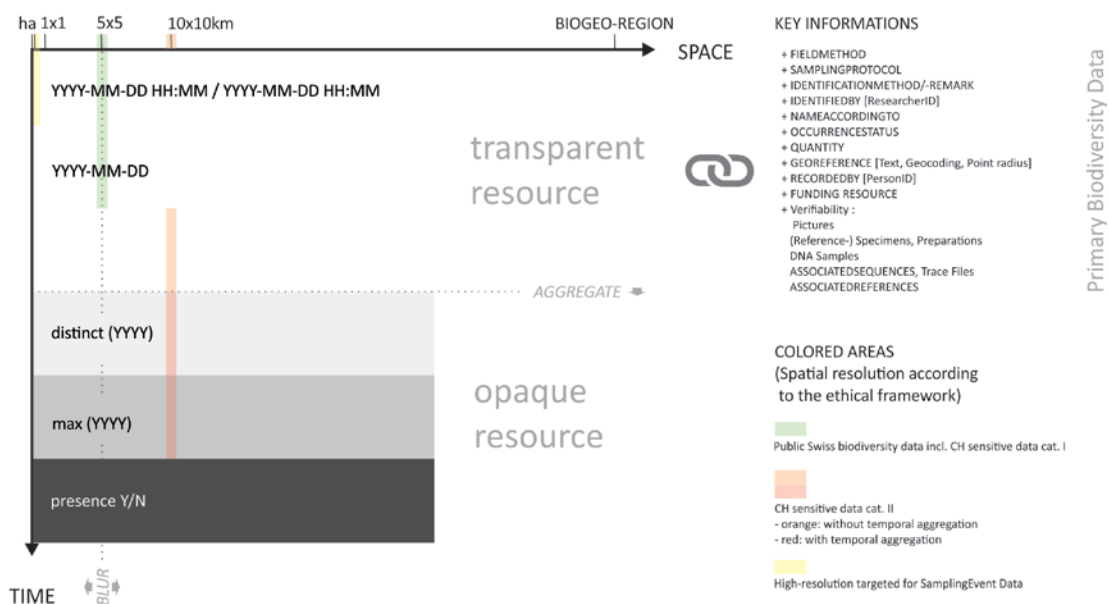 ha 1x1 5x5 10x10km BIOGEO-REGION
SPACE
YYYY-MM-DD HH:MM / YYYY-MM-DD HH:MM
YYYY-MM-DD
transparent
resource
AGGREGATE
distinct (YYYY)
max (YYYY)
opaque
resource
presence Y/N
BLUR
TIME
KEY INFORMATIONS
+ FIELDMETHOD
+ SAMPLINGPROTOCOL
+ IDENTIFICATIONMETHOD/-REMARK
+ IDENTIFIEDBY [ResearcherID]
+ NAMEACCORDINGTO
+ OCCURRENCESTATUS
+ QUANTITY
+ GEOREFERENCE [Text, Geocoding, Point radius]
+ RECORDEDBY [PersonID]
+ FUNDING RESOURCE
+ Verifiability :
Pictures
(Reference-) Specimens, Preparations
DNA Samples
ASSOCIATEDSEQUENCES, Trace Files
ASSOCIATEDREFERENCES
Primary Biodiversity Data
COLORED AREAS
(Spatial resolution according
to the ethical framework)
Public Swiss biodiversity data incl. CH sensitive data cat. I
CH sensitive data cat. II
- orange: without temporal aggregation
- red: with temporal aggregation
High-resolution targeted for SamplingEvent Data